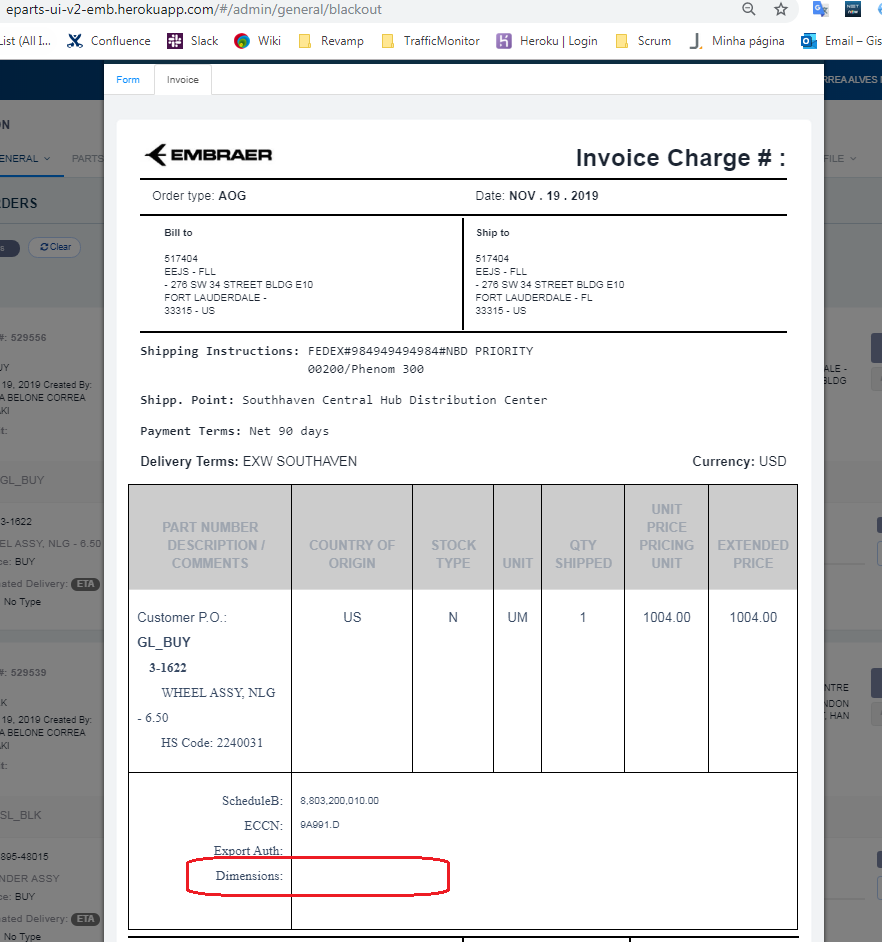 eparts-ui-v2-emb.herokuapp.com/#/admin/general/blackout
List (All I... Confluence Slack Wiki Revamp TrafficMonitor Heroku | Login Scrum Minha página Email – Gis
Form Invoice
RREAALVES
ENERAL PARTS FILE
RDERS
Clear
EMBRAER
Invoice Charge # :
Order type: AOG Date: NOV . 19 . 2019
Bill to
517404
EEJS - FLL
- 276 SW 34 STREET BLDG E10
FORT LAUDERDALE -
33315 - US
Ship to
517404
EEJS - FLL
- 276 SW 34 STREET BLDG E10
FORT LAUDERDALE - FL
33315 - US
Shipping Instructions: FEDEX#984949494984#NBD PRIORITY
00200/Phenom 300
Shipp. Point: Southhaven Central Hub Distribution Center
Payment Terms: Net 90 days
Delivery Terms: EXW SOUTHAVEN Currency: USD
PART NUMBER
DESCRIPTION /
COMMENTS
COUNTRY OF
ORIGIN
STOCK
TYPE
UNIT
QTY
SHIPPED
UNIT
PRICE
PRICING
UNIT
EXTENDED
PRICE
Customer P.O.: US N UM 1 1004.00 1004.00
GL_BUY
3-1622
WHEEL ASSY, NLG
- 6.50
HS Code: 2240031
ScheduleB: 8,803,200,010.00
ECCN: 9A991.D
Export Auth:
Dimensions:
#: 529556
UY
19, 2019 Created By:
A BELONE CORREA
AKI
t:
GL_BUY
3-1622
EL ASSY, NLG - 6.50
ce: BUY
ated Delivery: ETA
No Type
#: 529539
K
19, 2019 Created By:
A BELONE CORREA
AKI
t:
SL_BLK
895-48015
NDER ASSY
ce: BUY
ated Delivery: ETA
No Type
ALE -
BLDG
NTRE
NDON
, HAN